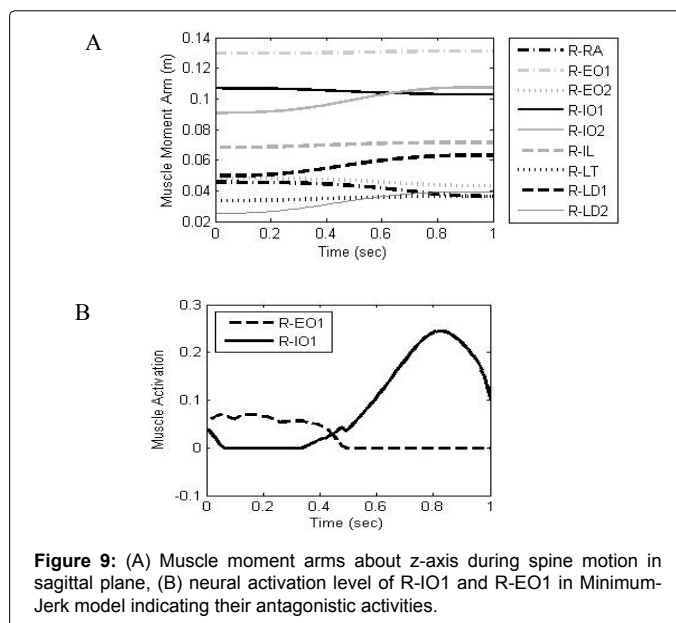 A
Muscle Moment Arm (m)
0.14
0.12
0.1
0.08
0.06
0.04
0.02
0 0.2 0.4 0.6 0.8 1
Time (sec)
R-RA
R-EO1
R-EO2
R-IO1
R-IO2
R-IL
R-LT
R-LD1
R-LD2
B
Muscle Activation
0.3
0.2
0.1
0
-0.1
0 0.2 0.4 0.6 0.8 1
Time (sec)
R-EO1
R-IO1
Figure 9: (A) Muscle moment arms about z-axis during spine motion in
sagittal plane, (B) neural activation level of R-IO1 and R-EO1 in Minimum-
Jerk model indicating their antagonistic activities.